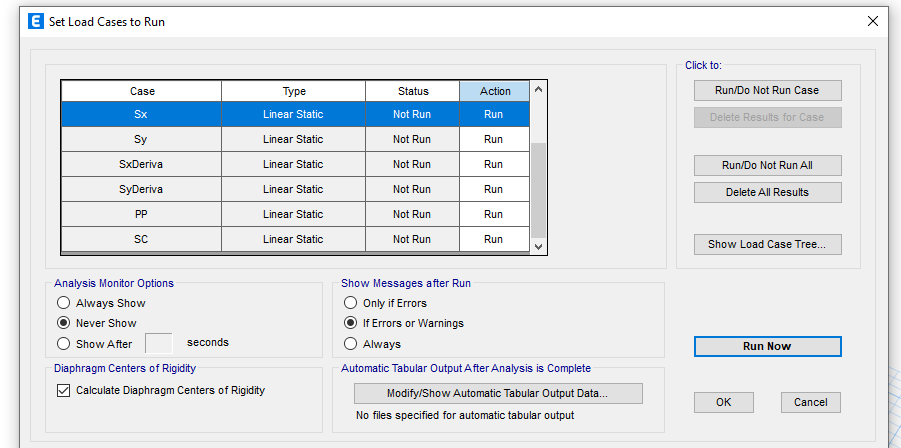 E Set Load Cases to Run
Click to:
Case Type Status Action
Sx Linear Static Not Run Run
Sy Linear Static Not Run Run
SxDeriva Linear Static Not Run Run
SyDeriva Linear Static Not Run Run
PP Linear Static Not Run Run
SC Linear Static Not Run Run
Run/Do Not Run Case
Delete Results for Case
Run/Do Not Run All
Delete All Results
Show Load Case Tree...
Analysis Monitor Options
Always Show
Never Show
Show After seconds
Show Messages after Run
Only if Errors
If Errors or Warnings
Always
Run Now
Diaphragm Centers of Rigidity
Calculate Diaphragm Centers of Rigidity
Automatic Tabular Output After Analysis is Complete
Modify/Show Automatic Tabular Output Data...
No files specified for automatic tabular output
OK Cancel